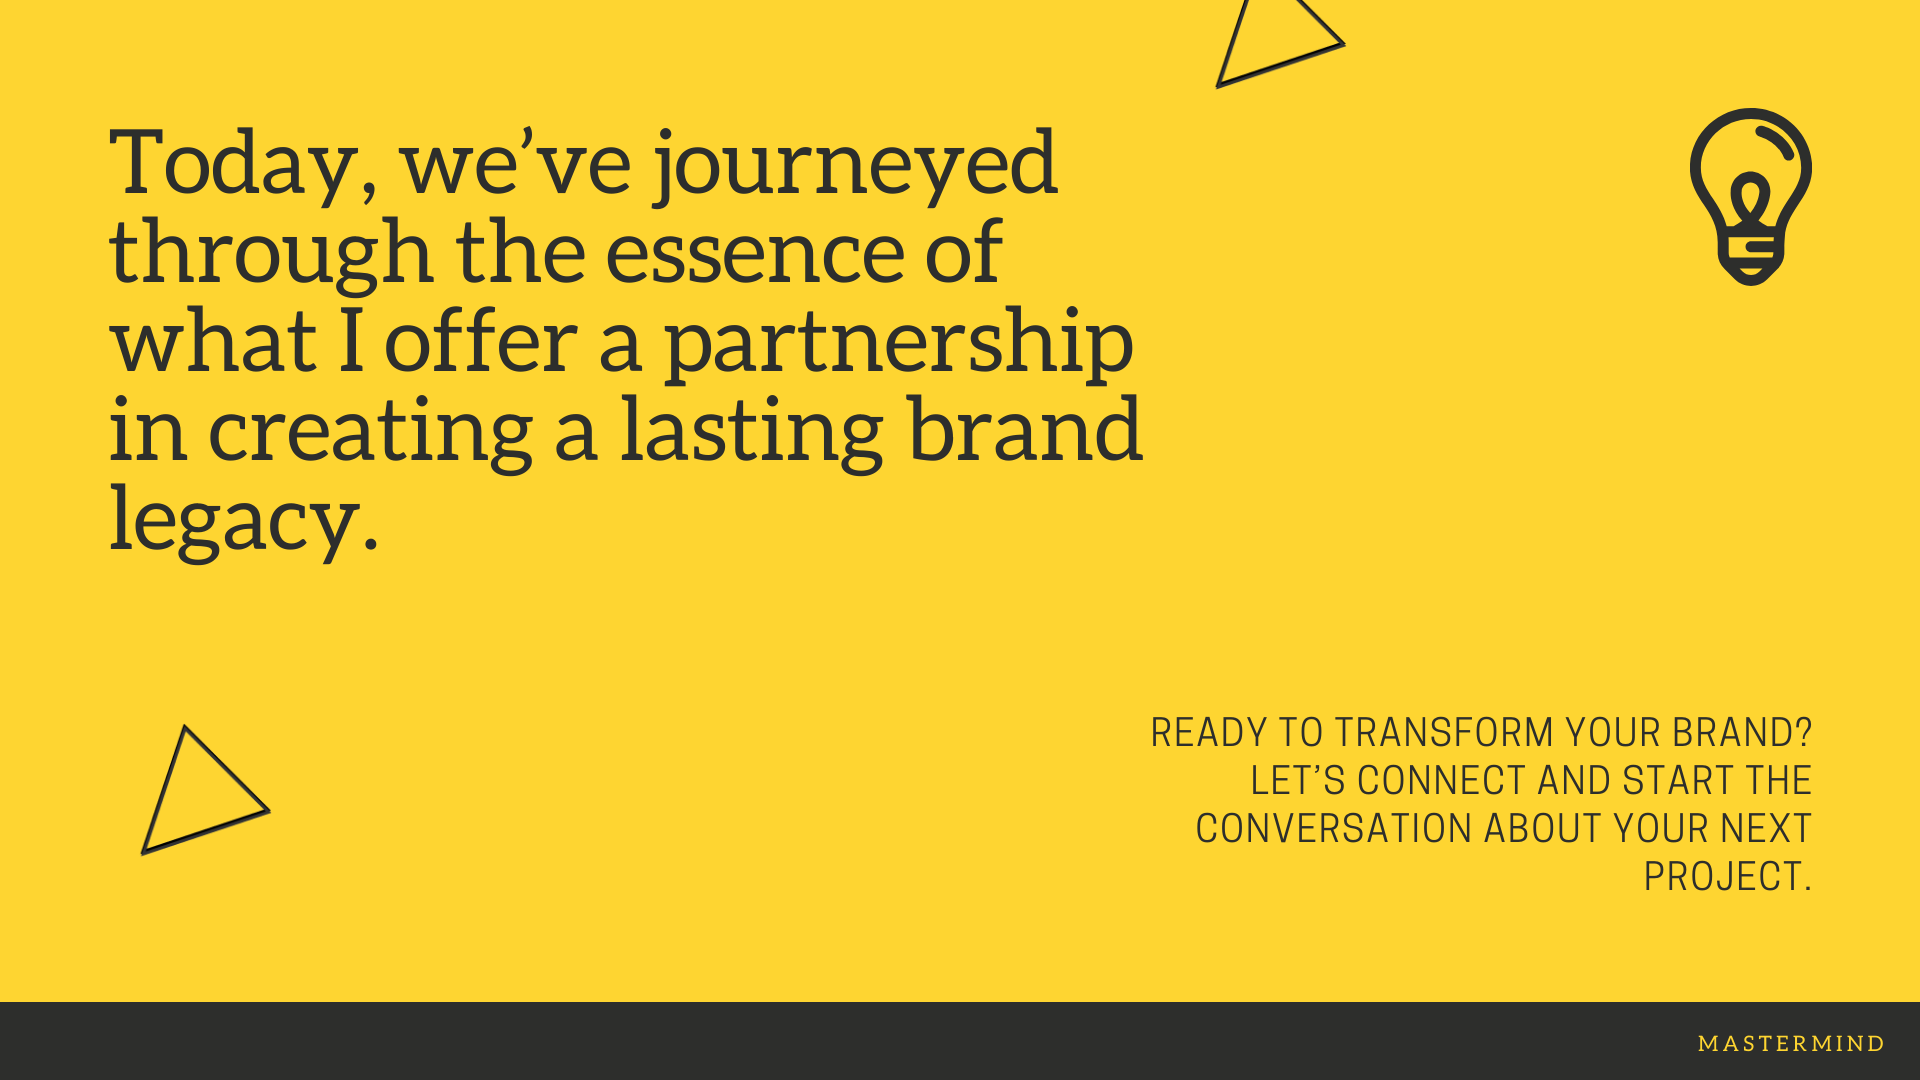 Today, we’ve journeyed
through the essence of
what I offer a partnership
in creating a lasting brand
legacy.
READY TO TRANSFORM YOUR BRAND?
LET’S CONNECT AND START THE
CONVERSATION ABOUT YOUR NEXT
PROJECT.
MASTERMIND